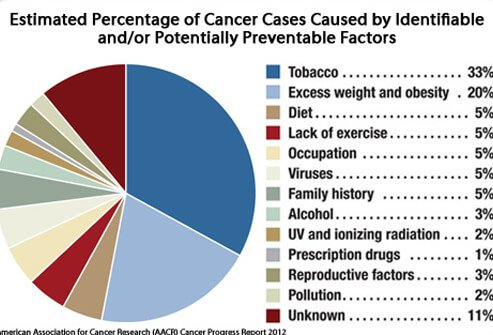 Estimated Percentage of Cancer Cases Caused by Identifiable
and/or Potentially Preventable Factors
Tobacco . . . . . . . . . . . . . . . . . . 33%
Excess weight and obesity . 20%
Diet . . . . . . . . . . . . . . . . . . . . . . . 5%
Lack of exercise . . . . . . . . . . . . 5%
Occupation . . . . . . . . . . . . . . . . 5%
Viruses . . . . . . . . . . . . . . . . . . . . 5%
Family history . . . . . . . . . . . . . . 5%
Alcohol . . . . . . . . . . . . . . . . . . . . 3%
UV and ionizing radiation . . . . 2%
Prescription drugs . . . . . . . . . . 1%
Reproductive factors . . . . . . . . 3%
Pollution . . . . . . . . . . . . . . . . . . . 2%
Unknown . . . . . . . . . . . . . . . . . 11%
American Association for Cancer Research (AACR) Cancer Progress Report 2012